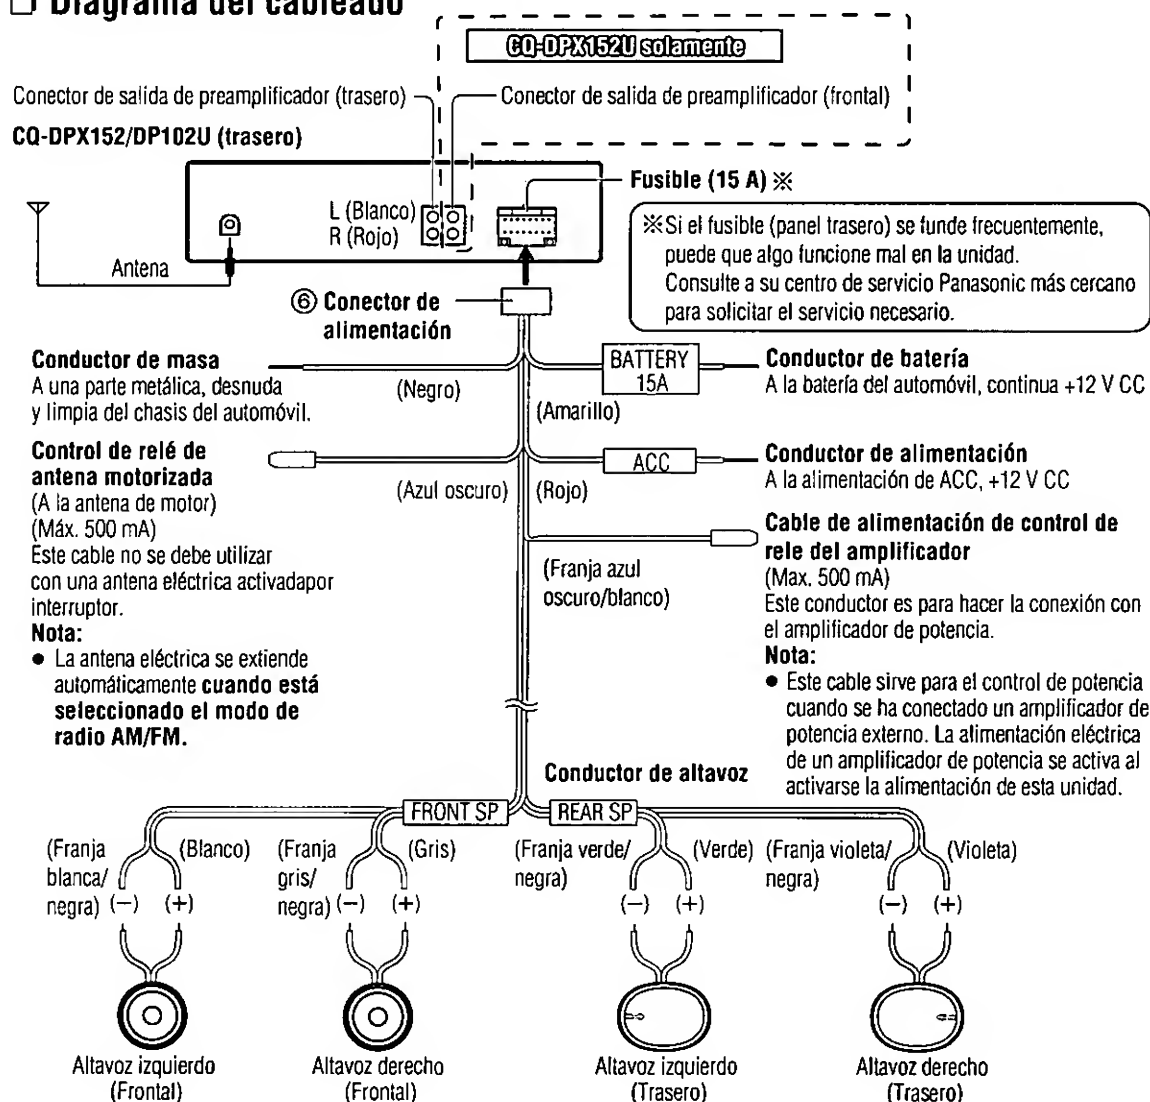 ❏ Diagrama del cableado
CQ-DPX152U solamente
Conector de salida de preamplificador (trasero)
Conector de salida de preamplificador (frontal)
CQ-DPX152/DP102U (trasero)
Fusible (15 A) ※
L (Blanco)
R (Rojo)
Antena
※Si el fusible (panel trasero) se funde frecuentemente,
puede que algo funcione mal en la unidad.
Consulte a su centro de servicio Panasonic más cercano
para solicitar el servicio necesario.
⑥ Conector de
alimentación
Conductor de masa
A una parte metálica, desnuda
y limpia del chasis del automóvil.
(Negro)
BATTERY
15A
(Amarillo)
Conductor de batería
A la batería del automóvil, continua +12 V CC
Control de relé de
antena motorizada
(A la antena de motor)
(Máx. 500 mA)
Este cable no se debe utilizar
con una antena eléctrica activadapor
interruptor.
Nota:
● La antena eléctrica se extiende
automáticamente cuando está
seleccionado el modo de
radio AM/FM.
(Azul oscuro)
(Rojo)
ACC
Conductor de alimentación
A la alimentación de ACC, +12 V CC
(Franja azul
oscuro/blanco)
Cable de alimentación de control de
rele del amplificador
(Max. 500 mA)
Este conductor es para hacer la conexión con
el amplificador de potencia.
Nota:
● Este cable sirve para el control de potencia
cuando se ha conectado un amplificador de
potencia externo. La alimentación eléctrica
de un amplificador de potencia se activa al
activarse la alimentación de esta unidad.
Conductor de altavoz
FRONT SP
REAR SP
(Franja
blanca/
negra)
(Blanco)
(−) (+)
(Franja
gris/
negra)
(Gris)
(−) (+)
(Franja verde/
negra)
(Verde)
(−) (+)
(Franja violeta/
negra)
(Violeta)
(−) (+)
Altavoz izquierdo
(Frontal)
Altavoz derecho
(Frontal)
Altavoz izquierdo
(Trasero)
Altavoz derecho
(Trasero)